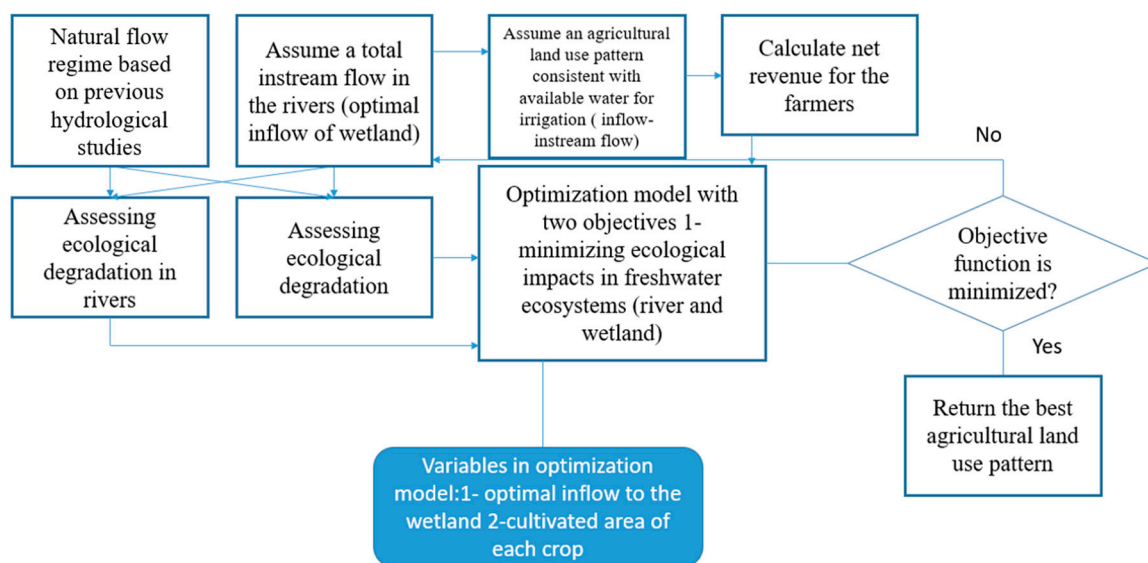 Natural flow
regime based
on previous
hydrological
studies
Assume a total
instream flow in
the rivers (optimal
inflow of wetland)
Assume an agricultural
land use pattern
consistent with
available water for
irrigation ( inflow-
instream flow)
Calculate net
revenue for the
farmers
No
Assessing
ecological
degradation in
rivers
Assessing
ecological
degradation
Optimization model with
two objectives 1-
minimizing ecological
impacts in freshwater
ecosystems (river and
wetland)
Objective
function is
minimized?
Yes
Return the best
agricultural land
use pattern
Variables in optimization
model:1- optimal inflow to the
wetland 2-cultivated area of
each crop